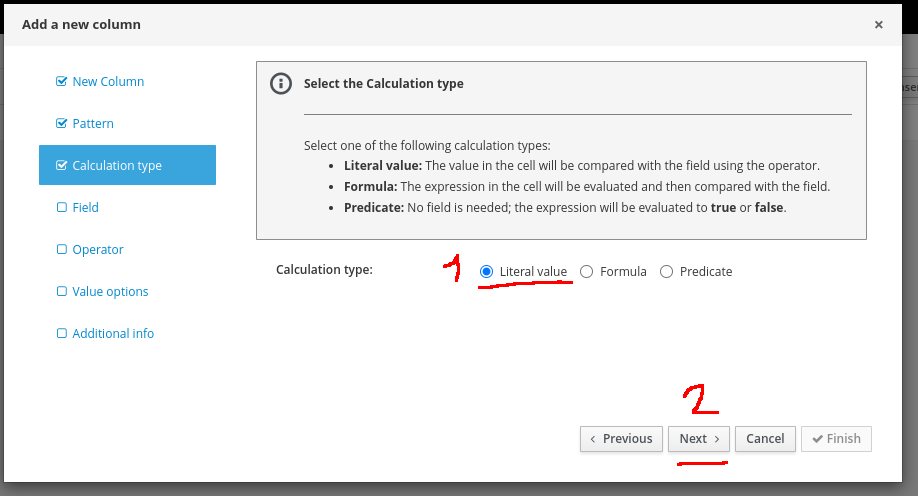 Add a new column
×
New Column
Pattern
Calculation type
Field
Operator
Value options
Additional info
Select the Calculation type
Select one of the following calculation types:
• Literal value: The value in the cell will be compared with the field using the operator.
• Formula: The expression in the cell will be evaluated and then compared with the field.
• Predicate: No field is needed; the expression will be evaluated to true or false.
Calculation type: 1 Literal value Formula Predicate
2
‹ Previous Next › Cancel Finish